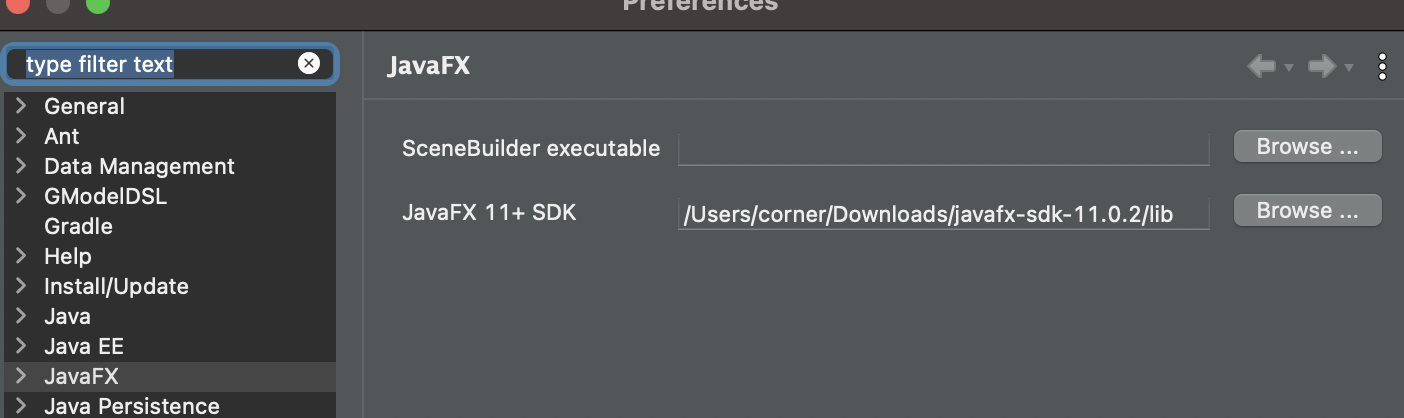 Preferences
type filter text
JavaFX
General
Ant
Data Management
GModelDSL
Gradle
Help
Install/Update
Java
Java EE
JavaFX
Java Persistence
SceneBuilder executable
Browse ...
JavaFX 11+ SDK
/Users/corner/Downloads/javafx-sdk-11.0.2/lib
Browse ...